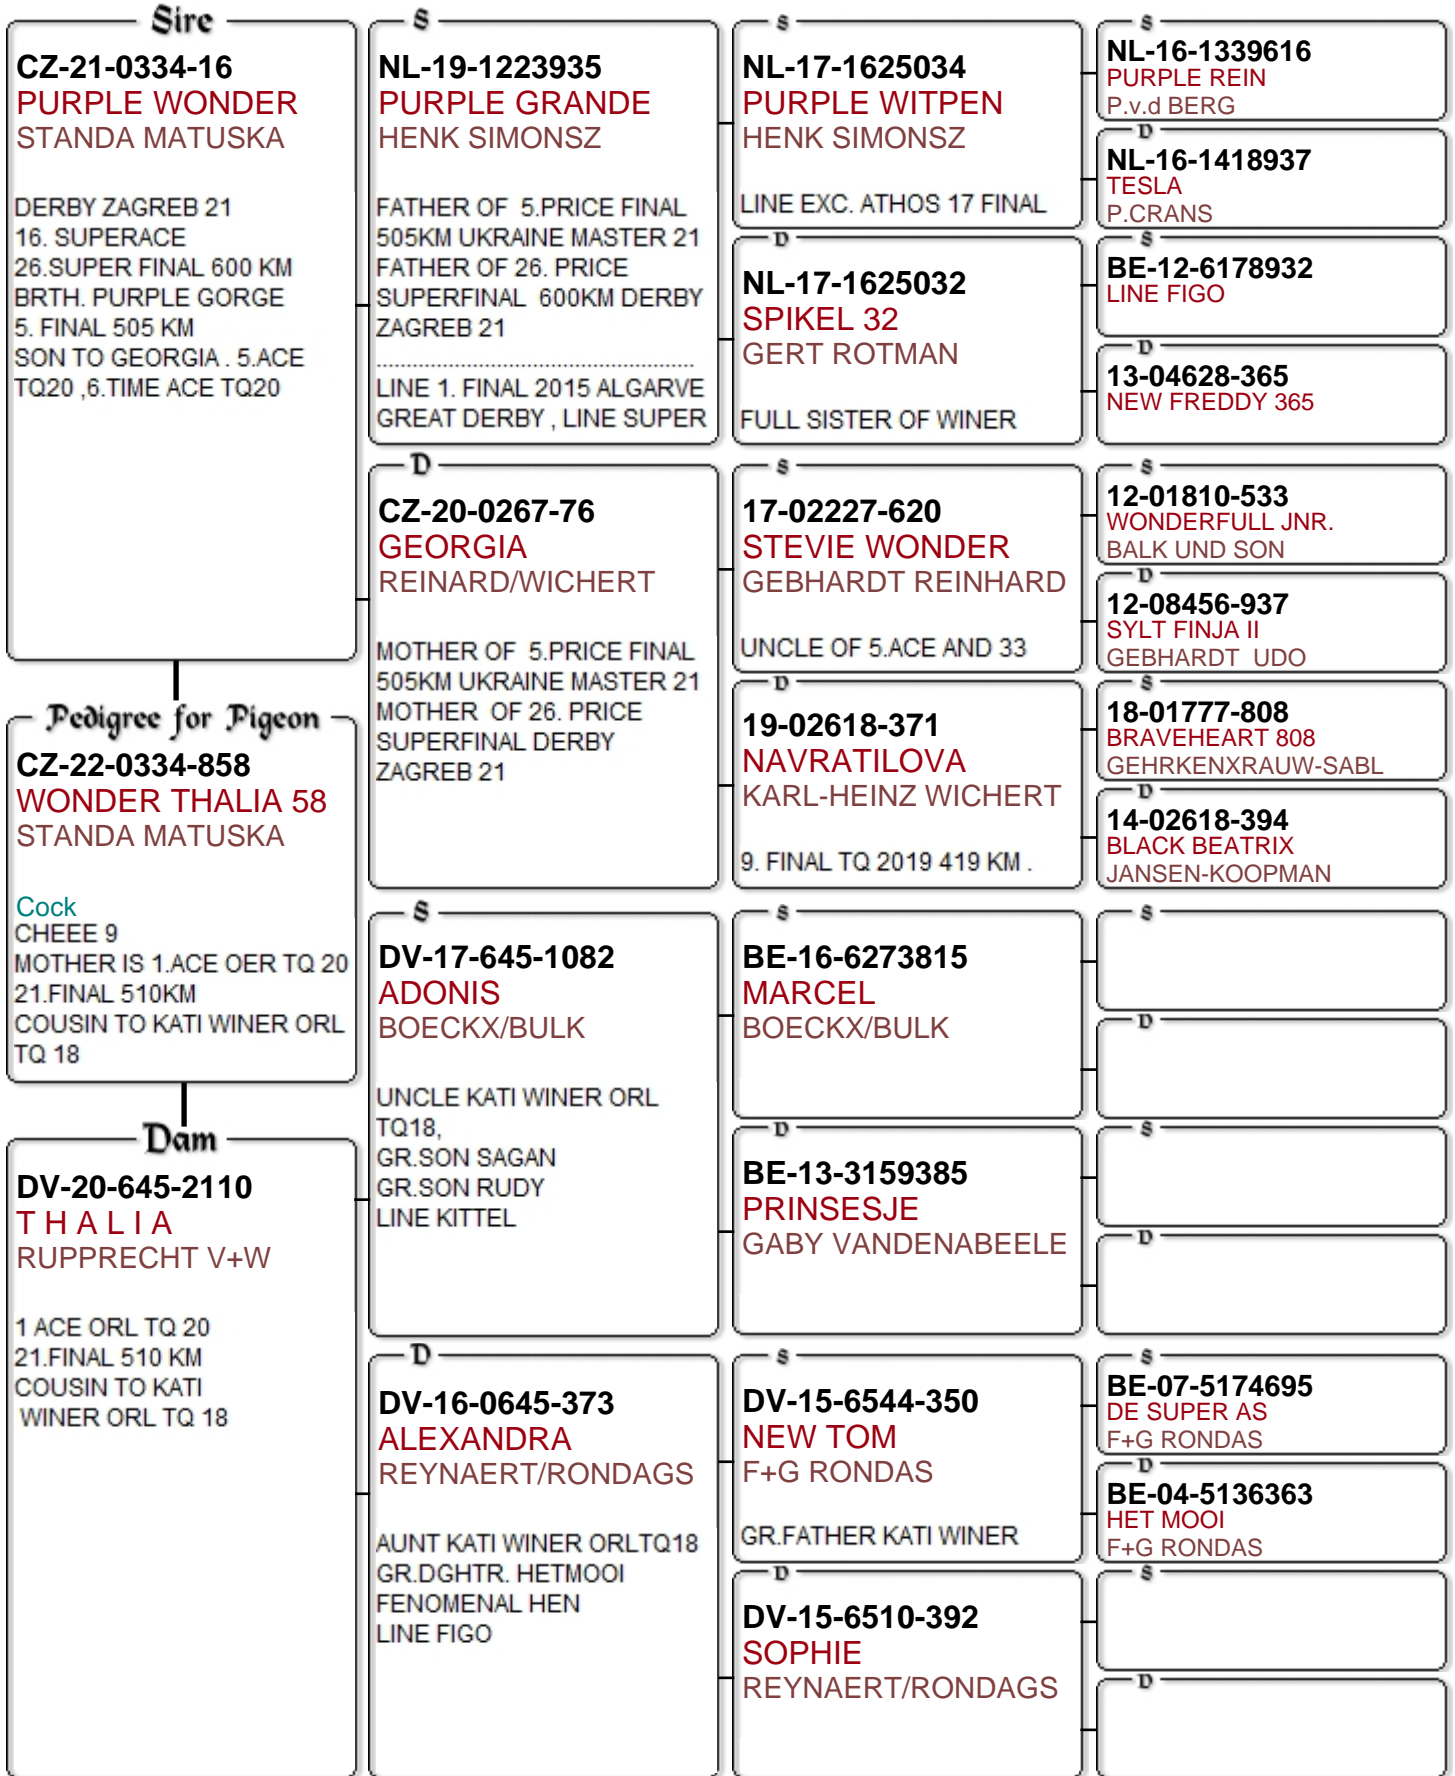 Sire
CZ-21-0334-16
PURPLE WONDER
STANDA MATUSKA
DERBY ZAGREB 21
16. SUPERACE
26.SUPER FINAL 600 KM
BRTH. PURPLE GORGE
5. FINAL 505 KM
SON TO GEORGIA . 5.ACE
TQ20 ,6.TIME ACE TQ20
Pedigree for Pigeon
CZ-22-0334-858
WONDER THALIA 58
STANDA MATUSKA
Cock
CHEEE 9
MOTHER IS 1.ACE OER TQ 20
21.FINAL 510KM
COUSIN TO KATI WINER ORL
TQ 18
Dam
DV-20-645-2110
T H A L I A
RUPPRECHT V+W
1 ACE ORL TQ 20
21.FINAL 510 KM
COUSIN TO KATI
WINER ORL TQ 18
S
NL-19-1223935
PURPLE GRANDE
HENK SIMONSZ
FATHER OF 5.PRICE FINAL
505KM UKRAINE MASTER 21
FATHER OF 26. PRICE
SUPERFINAL 600KM DERBY
ZAGREB 21
.....................................................
LINE 1. FINAL 2015 ALGARVE
GREAT DERBY , LINE SUPER
D
CZ-20-0267-76
GEORGIA
REINARD/WICHERT
MOTHER OF 5.PRICE FINAL
505KM UKRAINE MASTER 21
MOTHER OF 26. PRICE
SUPERFINAL DERBY
ZAGREB 21
S
DV-17-645-1082
ADONIS
BOECKX/BULK
UNCLE KATI WINER ORL
TQ18,
GR.SON SAGAN
GR.SON RUDY
LINE KITTEL
D
DV-16-0645-373
ALEXANDRA
REYNAERT/RONDAGS
AUNT KATI WINER ORLTQ18
GR.DGHTR. HETMOOI
FENOMENAL HEN
LINE FIGO
S
NL-17-1625034
PURPLE WITPEN
HENK SIMONSZ
LINE EXC. ATHOS 17 FINAL
D
NL-17-1625032
SPIKEL 32
GERT ROTMAN
FULL SISTER OF WINER
S
17-02227-620
STEVIE WONDER
GEBHARDT REINHARD
UNCLE OF 5.ACE AND 33
D
19-02618-371
NAVRATILOVA
KARL-HEINZ WICHERT
9. FINAL TQ 2019 419 KM .
S
BE-16-6273815
MARCEL
BOECKX/BULK
D
BE-13-3159385
PRINSESJE
GABY VANDENABEELE
S
DV-15-6544-350
NEW TOM
F+G RONDAS
GR.FATHER KATI WINER
D
DV-15-6510-392
SOPHIE
REYNAERT/RONDAGS
S
NL-16-1339616
PURPLE REIN
P.v.d BERG
D
NL-16-1418937
TESLA
P.CRANS
S
BE-12-6178932
LINE FIGO
D
13-04628-365
NEW FREDDY 365
S
12-01810-533
WONDERFULL JNR.
BALK UND SON
D
12-08456-937
SYLT FINJA II
GEBHARDT UDO
S
18-01777-808
BRAVEHEART 808
GEHRKENXRAUW-SABL
D
14-02618-394
BLACK BEATRIX
JANSEN-KOOPMAN
S
D
S
D
S
BE-07-5174695
DE SUPER AS
F+G RONDAS
D
BE-04-5136363
HET MOOI
F+G RONDAS
S
D